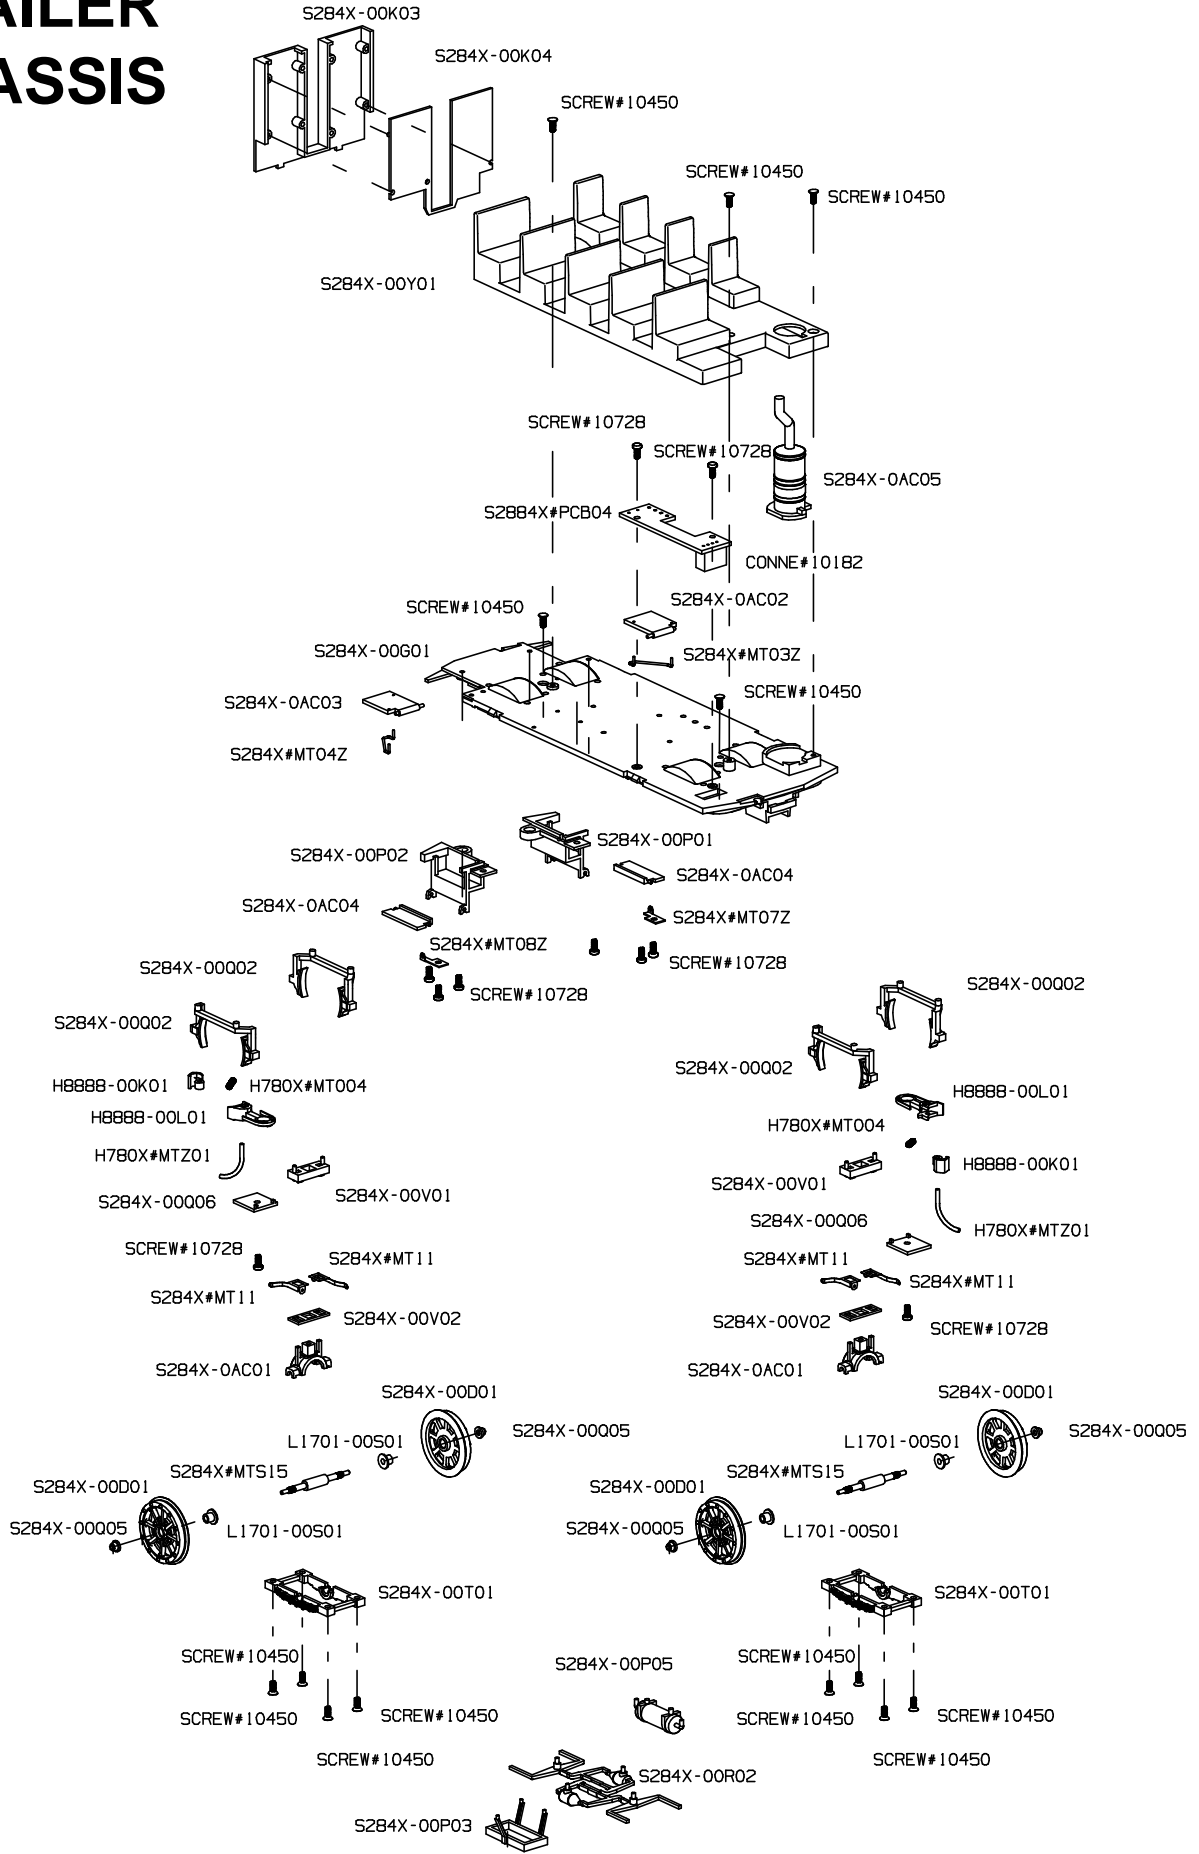 AILER
ASSIS
S284X-00K03
S284X-00K04
SCREW#10450
SCREW#10450
SCREW#10450
S284X-00Y01
SCREW#10728
SCREW#10728
S284X-0AC05
S2884X#PCB04
CONNE#10182
S284X-0AC02
SCREW#10450
S284X-00G01
S284X#MT03Z
S284X-0AC03
SCREW#10450
S284X#MT04Z
S284X-00P01
S284X-00P02
S284X-0AC04
S284X-0AC04
S284X#MT07Z
S284X#MT08Z
SCREW#10728
S284X-00Q02
SCREW#10728
S284X-00Q02
S284X-00Q02
S284X-00Q02
H8888-00K01
H780X#MT004
H8888-00L01
H8888-00L01
H780X#MT004
H780X#MTZ01
H8888-00K01
S284X-00V01
S284X-00V01
S284X-00Q06
S284X-00Q06
H780X#MTZ01
SCREW#10728
S284X#MT11
S284X#MT11
S284X#MT11
S284X#MT11
S284X-00V02
S284X-00V02
SCREW#10728
S284X-0AC01
S284X-0AC01
S284X-00D01
S284X-00D01
S284X-00Q05
S284X-00Q05
L1701-00S01
L1701-00S01
S284X#MTS15
S284X#MTS15
S284X-00D01
S284X-00D01
S284X-00Q05
L1701-00S01
S284X-00Q05
L1701-00S01
S284X-00T01
S284X-00T01
SCREW#10450
SCREW#10450
S284X-00P05
SCREW#10450
SCREW#10450
SCREW#10450
SCREW#10450
SCREW#10450
SCREW#10450
S284X-00R02
S284X-00P03